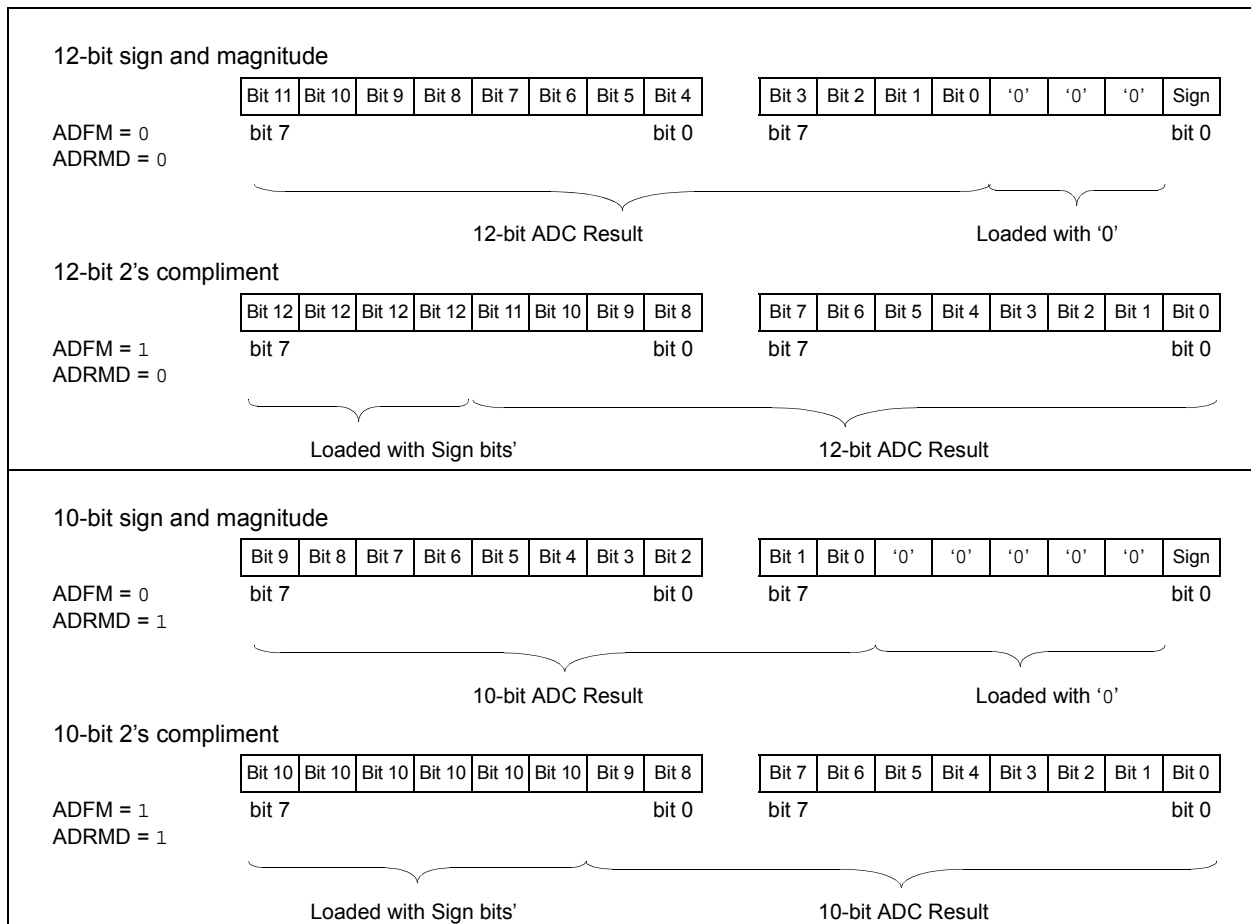 12-bit sign and magnitude
Bit 11 Bit 10 Bit 9 Bit 8 Bit 7 Bit 6 Bit 5 Bit 4 Bit 3 Bit 2 Bit 1 Bit 0 ‘0’ ‘0’ ‘0’ Sign
ADFM = 0 bit 7 bit 0 bit 7 bit 0
ADRMD = 0
12-bit ADC Result Loaded with ‘0’
12-bit 2’s compliment
Bit 12 Bit 12 Bit 12 Bit 12 Bit 11 Bit 10 Bit 9 Bit 8 Bit 7 Bit 6 Bit 5 Bit 4 Bit 3 Bit 2 Bit 1 Bit 0
ADFM = 1 bit 7 bit 0 bit 7 bit 0
ADRMD = 0
Loaded with Sign bits’ 12-bit ADC Result
10-bit sign and magnitude
Bit 9 Bit 8 Bit 7 Bit 6 Bit 5 Bit 4 Bit 3 Bit 2 Bit 1 Bit 0 ‘0’ ‘0’ ‘0’ ‘0’ ‘0’ Sign
ADFM = 0 bit 7 bit 0 bit 7 bit 0
ADRMD = 1
10-bit ADC Result Loaded with ‘0’
10-bit 2’s compliment
Bit 10 Bit 10 Bit 10 Bit 10 Bit 10 Bit 10 Bit 9 Bit 8 Bit 7 Bit 6 Bit 5 Bit 4 Bit 3 Bit 2 Bit 1 Bit 0
ADFM = 1 bit 7 bit 0 bit 7 bit 0
ADRMD = 1
Loaded with Sign bits’ 10-bit ADC Result